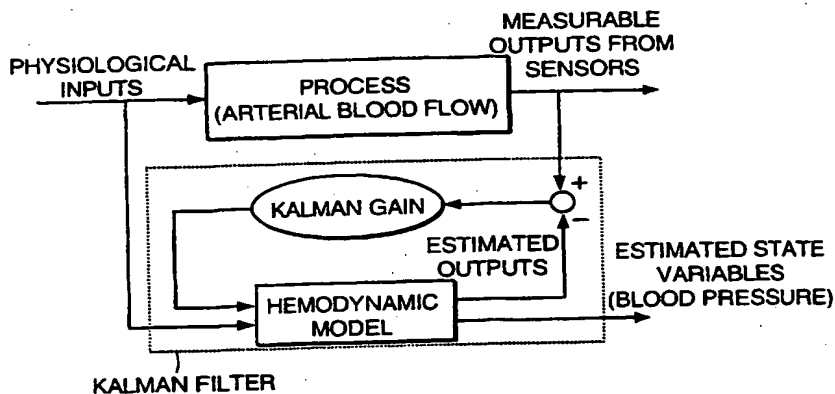 MEASURABLE
OUTPUTS FROM
SENSORS
PHYSIOLOGICAL
INPUTS
PROCESS
(ARTERIAL BLOOD FLOW)
+
−
KALMAN GAIN
ESTIMATED
OUTPUTS
ESTIMATED STATE
VARIABLES
(BLOOD PRESSURE)
HEMODYNAMIC
MODEL
KALMAN FILTER